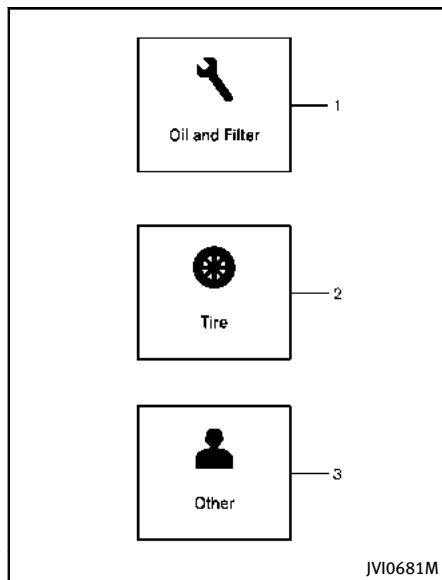 Oil and Filter
1
Tire
2
Other
3
JVI0681M